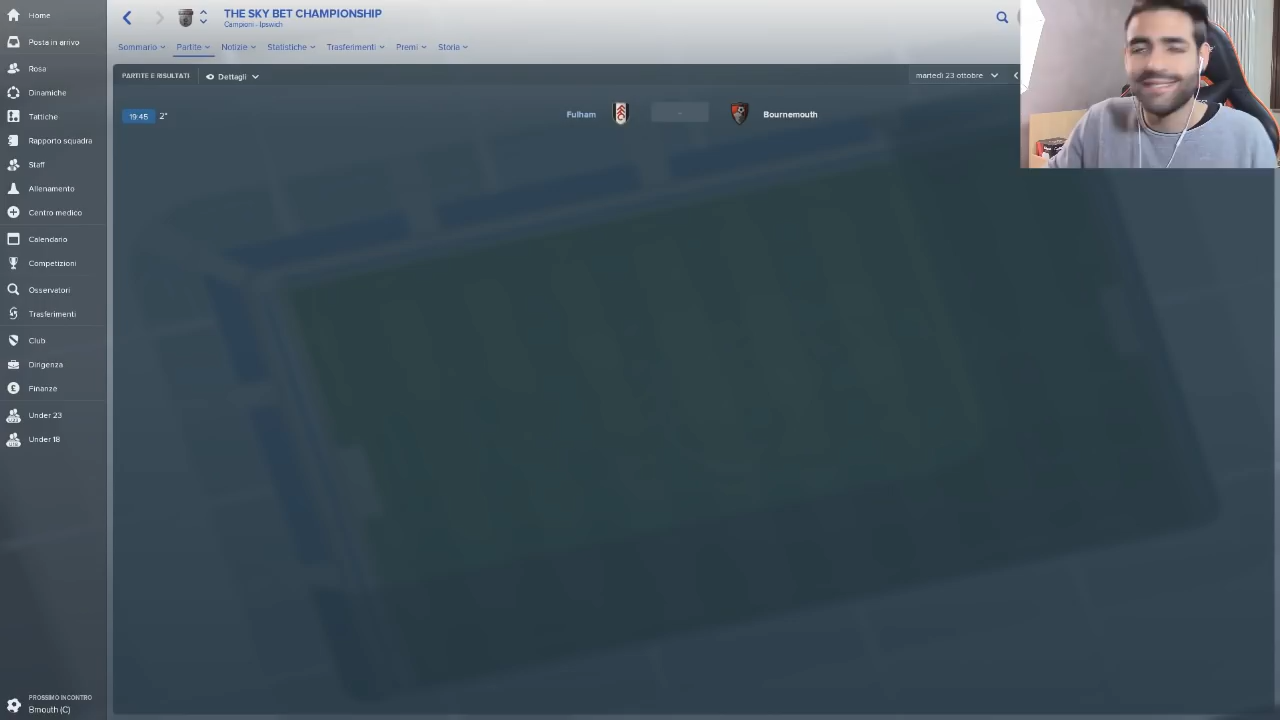 Home
Posta in arrivo
Rosa
Dinamiche
Tattiche
Rapporto squadra
Staff
Allenamento
Centro medico
Calendario
Competizioni
Osservatori
Trasferimenti
Club
Dirigenza
Finanze
Under 23
Under 18
PROSSIMO INCONTRO
Bmouth (C)
THE SKY BET CHAMPIONSHIP
Campioni - Ipswich
Sommario Partite Notizie Statistiche Trasferimenti Premi Storia
PARTITE E RISULTATI Dettagli martedì 23 ottobre
19:45 2ª Fulham - Bournemouth